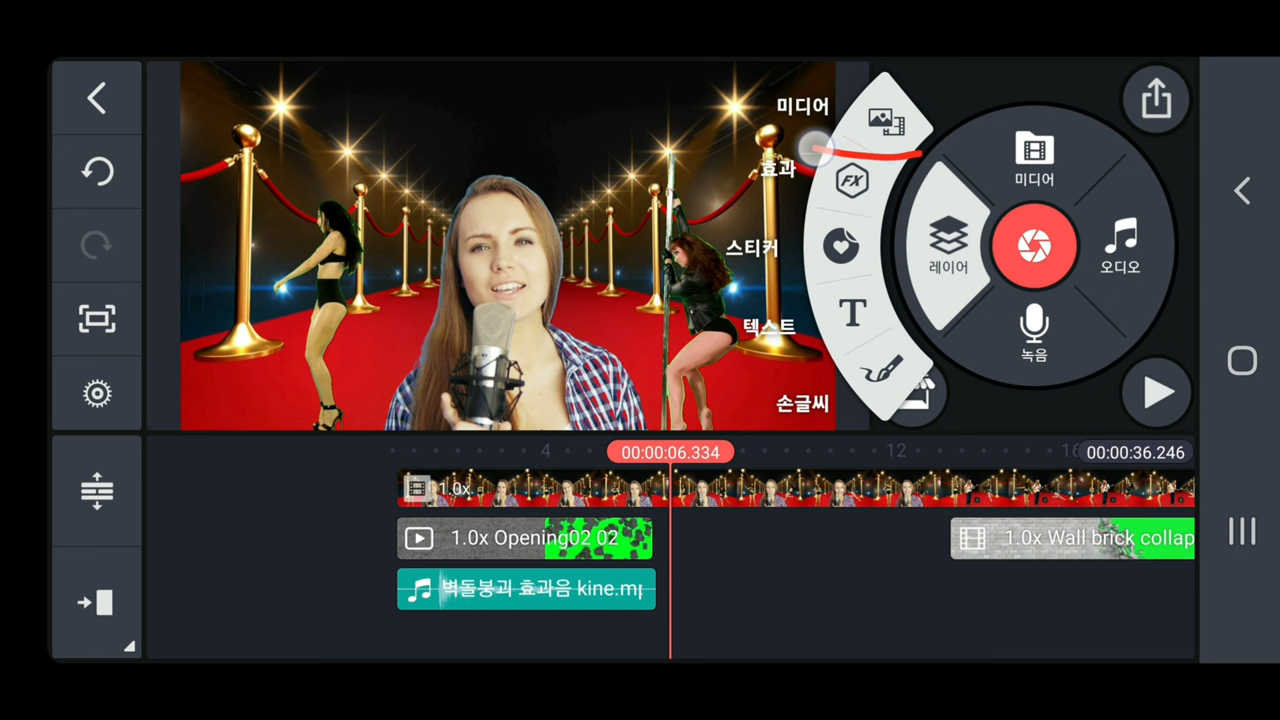 미디어
효과
스티커
텍스트
손글씨
FX
T
미디어
레이어
오디오
녹음
4
00:00:06.334
12
16
00:00:36.246
1.0x
1.0x Opening02 02
1.0x Wall brick collap
벽돌붕괴 효과음 kine.mp